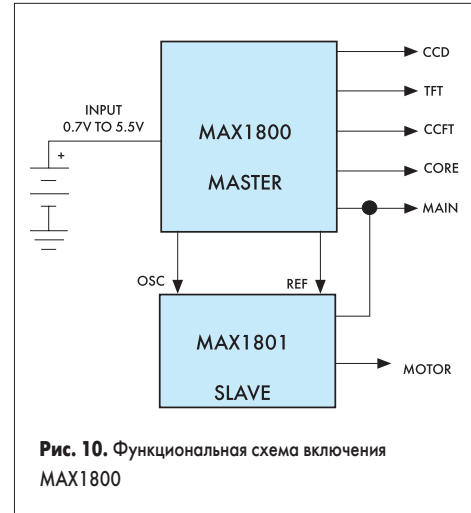 CCD
INPUT
0.7V TO 5.5V
TFT
MAX1800
CCFT
+
MASTER
CORE
MAIN
OSC
REF
MAX1801
MOTOR
SLAVE
Рис. 10. Функциональная схема включения
MAX1800